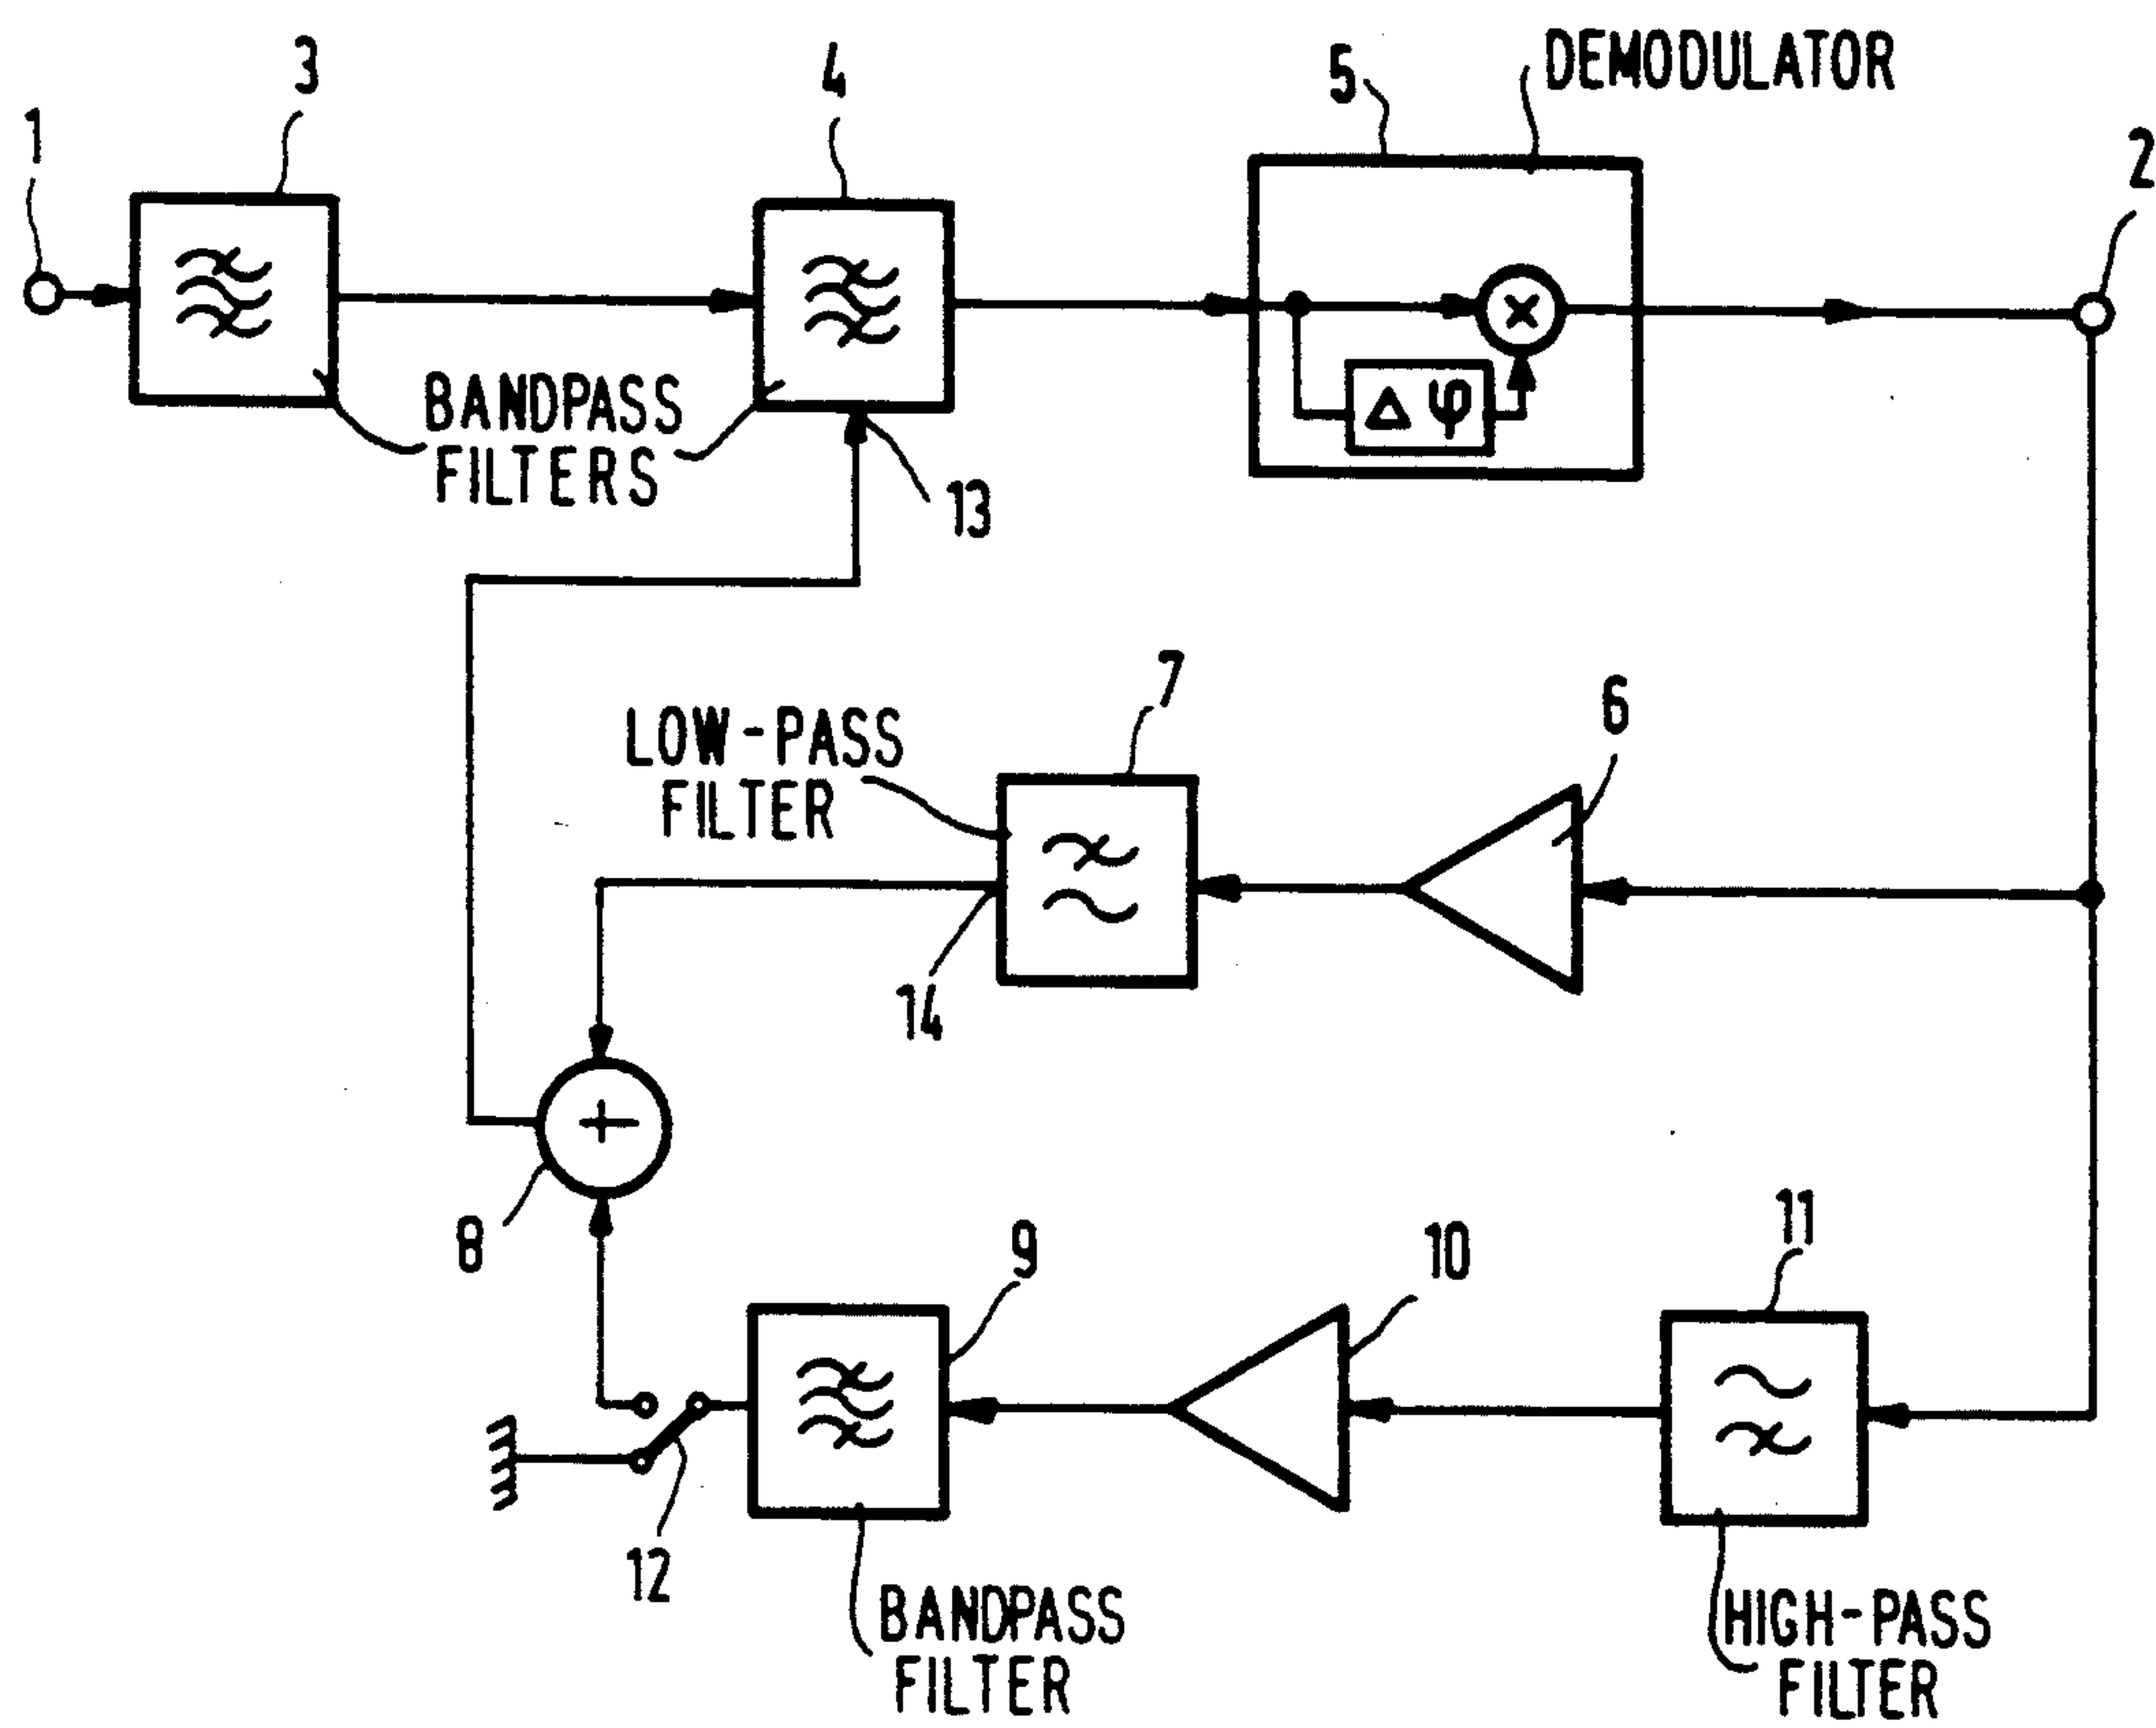 3
4
5
DEMODULATOR
1
2
×
Δ φ
BANDPASS
FILTERS
13
7
6
LOW-PASS
FILTER
14
+
8
9
10
11
12
BANDPASS
FILTER
HIGH-PASS
FILTER